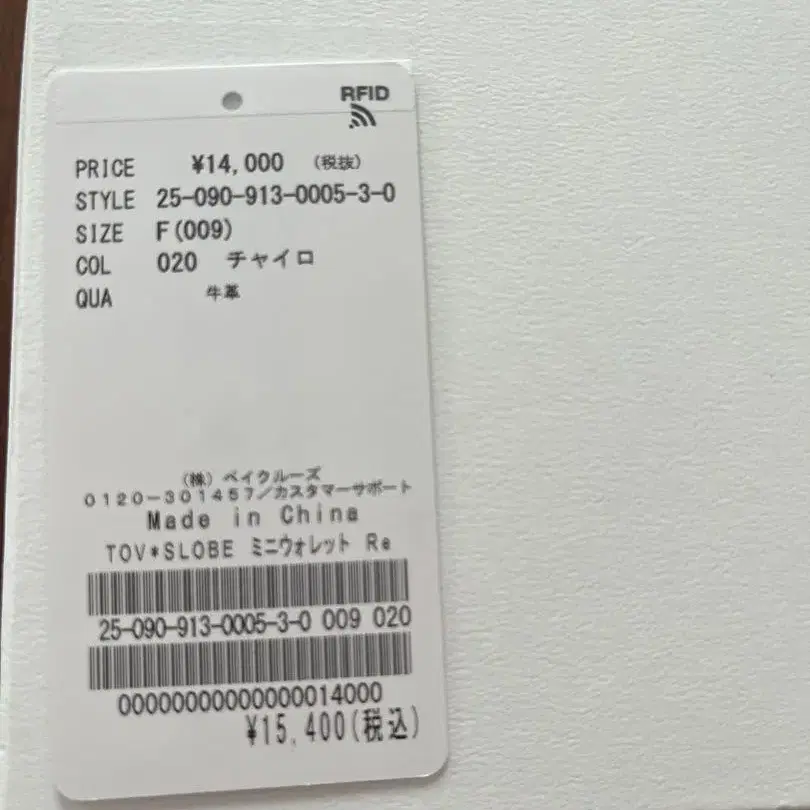 RFID
PRICE ¥14,000 (税抜)
STYLE 25-090-913-0005-3-0
SIZE F(009)
COL 020 チャイロ
QUA 牛革
(株) ベイクルーズ
0120-301457/カスタマーサポート
Made in China
TOV*SLOBE ミニウォレット Re
25-090-913-0005-3-0 009 020
00000000000000014000
¥15,400(税込)